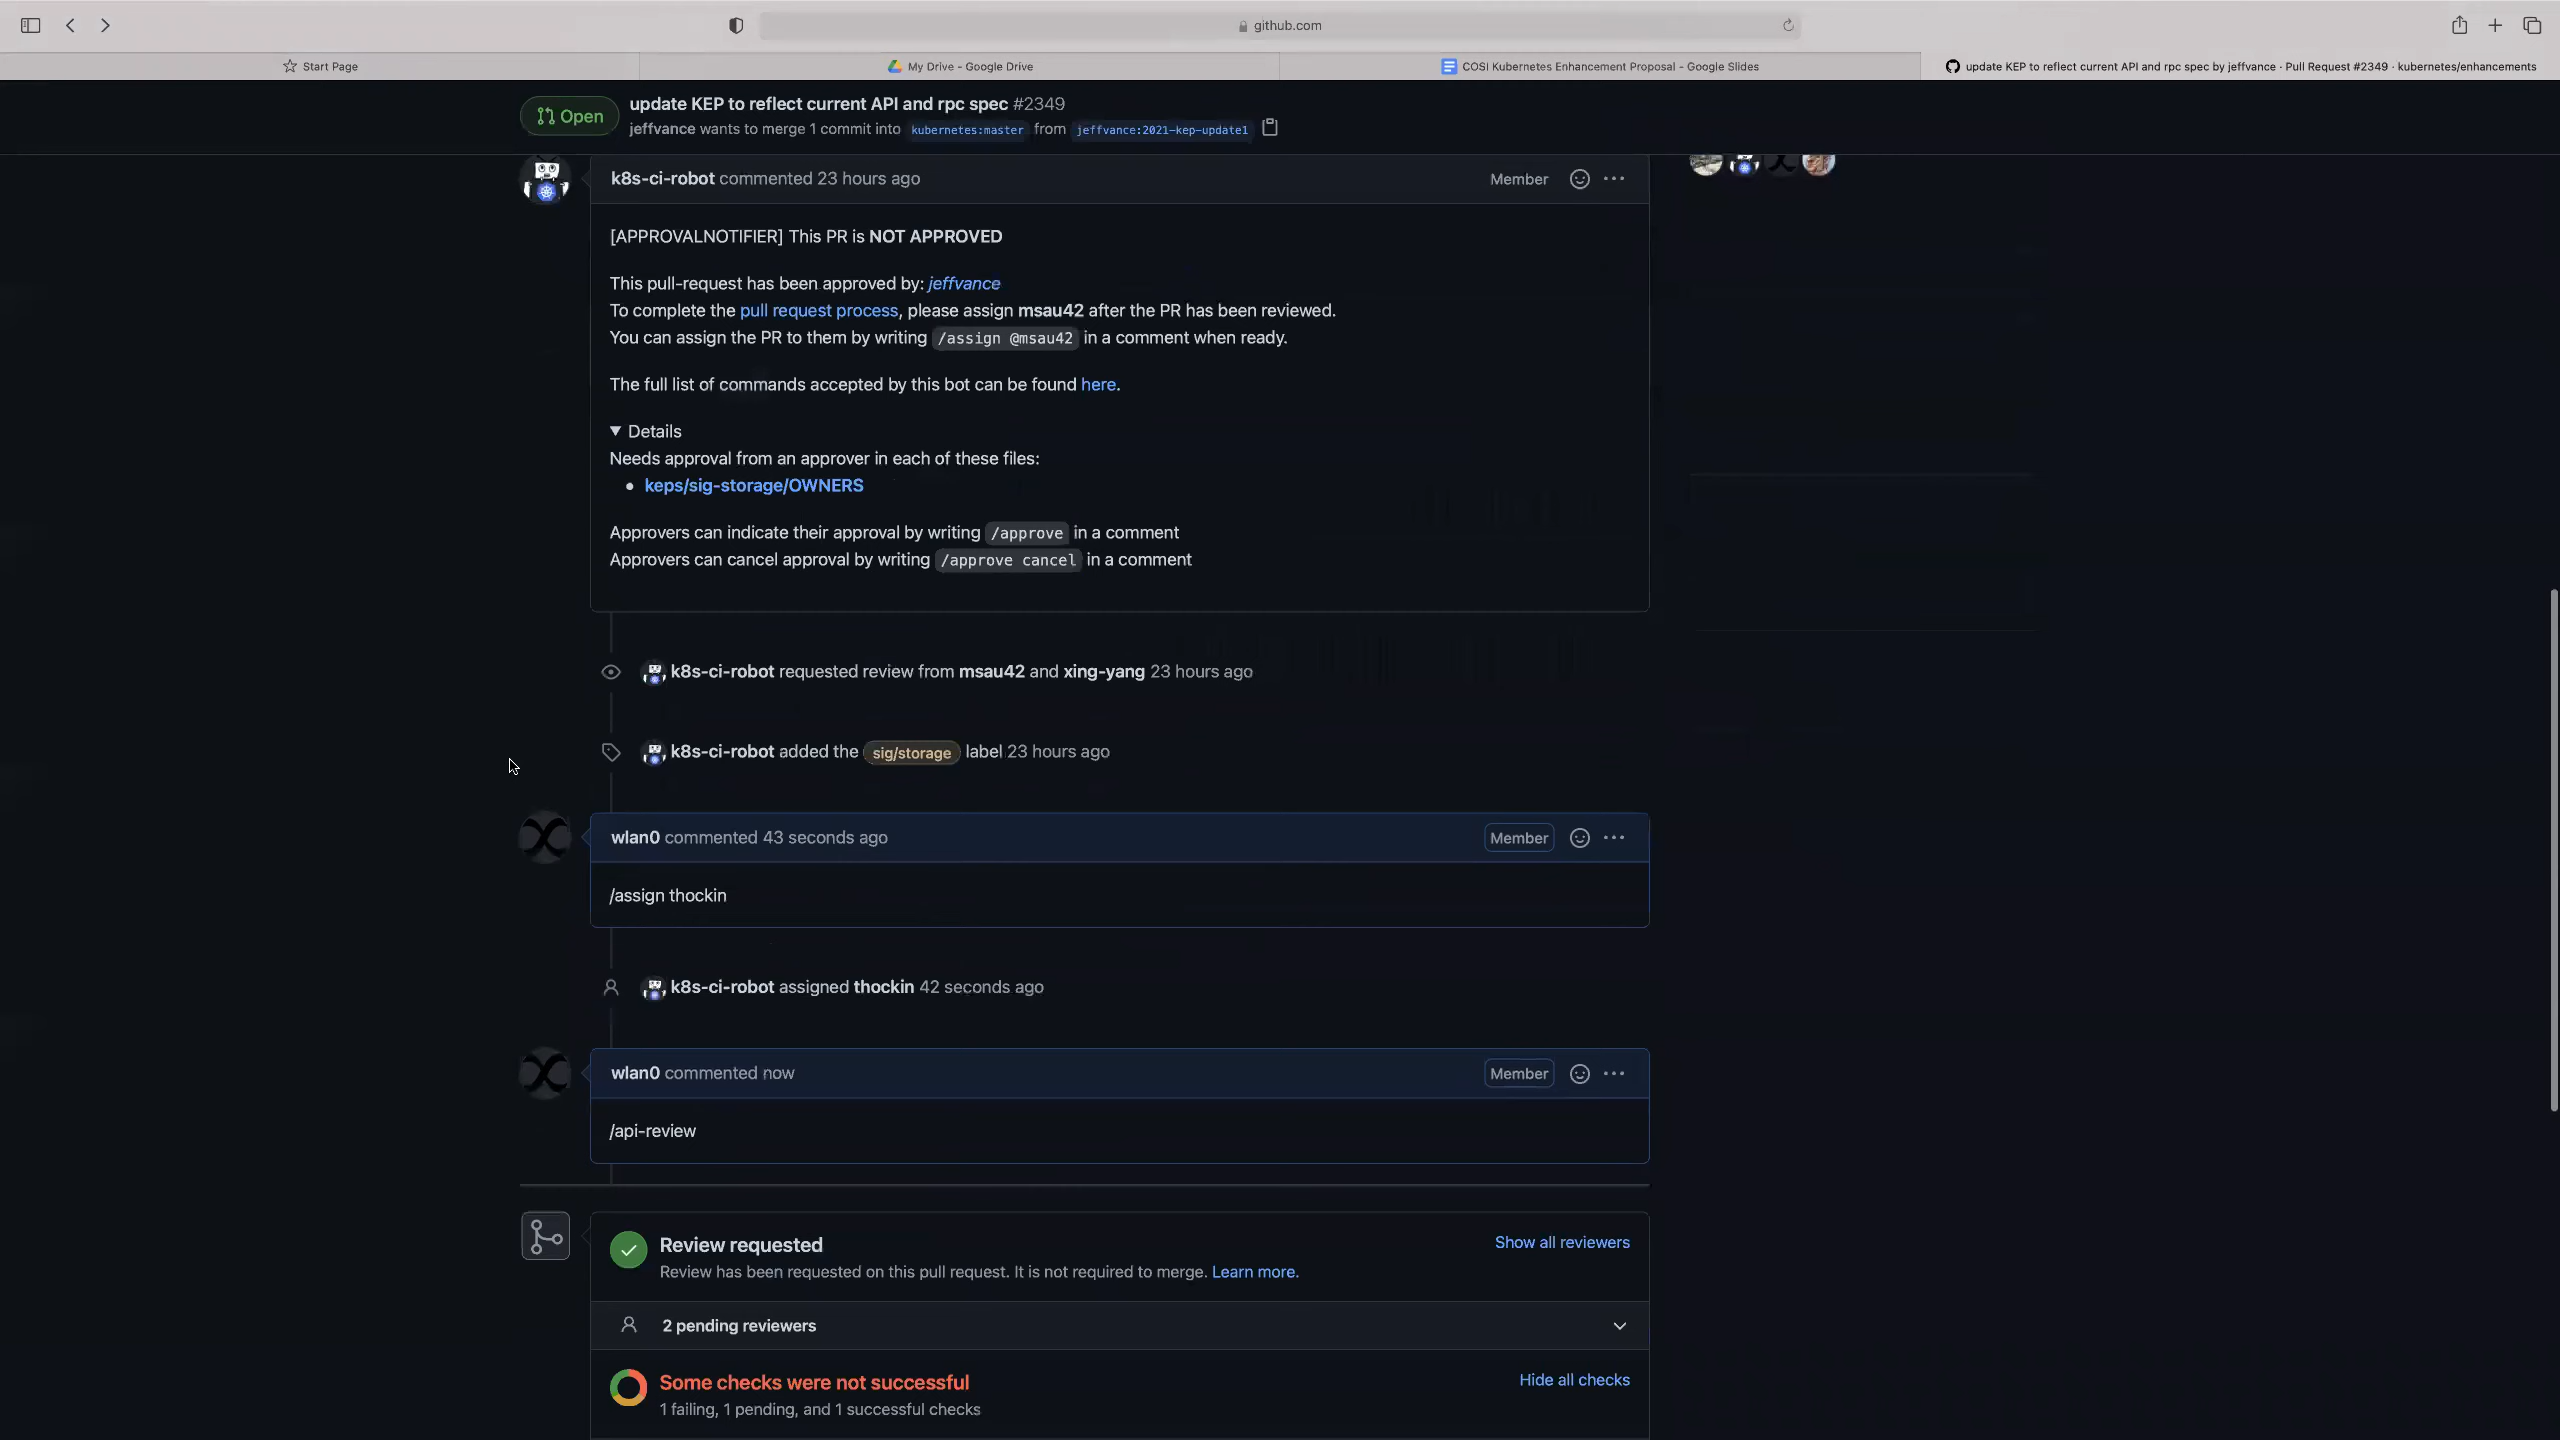 github.com
Start Page
My Drive - Google Drive
COSI Kubernetes Enhancement Proposal - Google Slides
update KEP to reflect current API and rpc spec by jeffvance · Pull Request #2349 · kubernetes/enhancements
Open
update KEP to reflect current API and rpc spec #2349
jeffvance wants to merge 1 commit into kubernetes:master from jeffvance:2021-kep-update1
k8s-ci-robot commented 23 hours ago
Member
[APPROVALNOTIFIER] This PR is NOT APPROVED
This pull-request has been approved by: jeffvance
To complete the pull request process, please assign msau42 after the PR has been reviewed.
You can assign the PR to them by writing /assign @msau42 in a comment when ready.
The full list of commands accepted by this bot can be found here.
Details
Needs approval from an approver in each of these files:
keps/sig-storage/OWNERS
Approvers can indicate their approval by writing /approve in a comment
Approvers can cancel approval by writing /approve cancel in a comment
k8s-ci-robot requested review from msau42 and xing-yang 23 hours ago
k8s-ci-robot added the sig/storage label 23 hours ago
wlan0 commented 43 seconds ago
Member
/assign thockin
k8s-ci-robot assigned thockin 42 seconds ago
wlan0 commented now
Member
/api-review
Review requested
Show all reviewers
Review has been requested on this pull request. It is not required to merge. Learn more.
2 pending reviewers
Some checks were not successful
Hide all checks
1 failing, 1 pending, and 1 successful checks